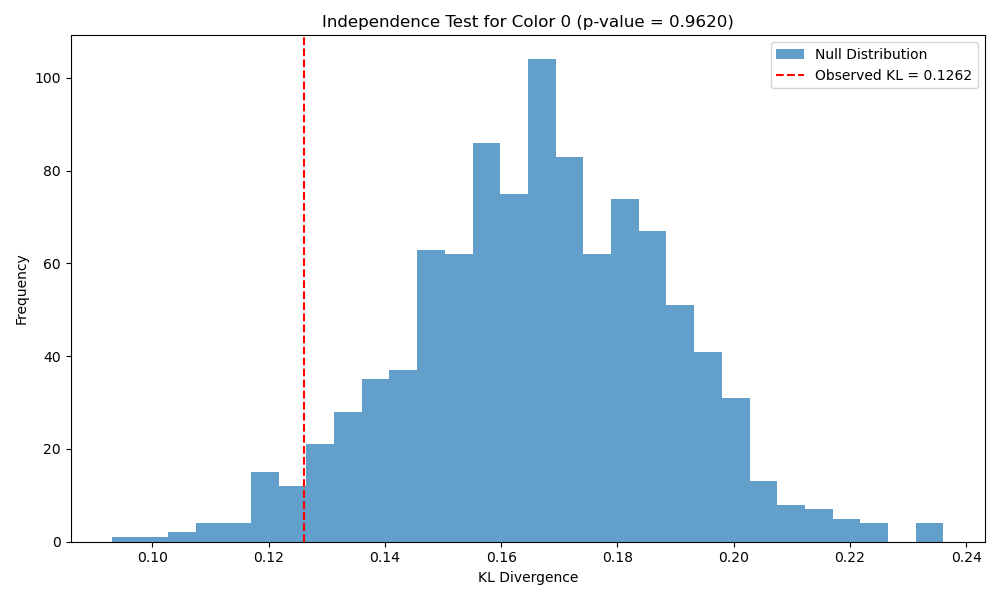 Independence Test for Color 0 (p-value = 0.9620)
Null Distribution
Observed KL = 0.1262
100
80
60
40
20
0
Frequency
0.10 0.12 0.14 0.16 0.18 0.20 0.22 0.24
KL Divergence